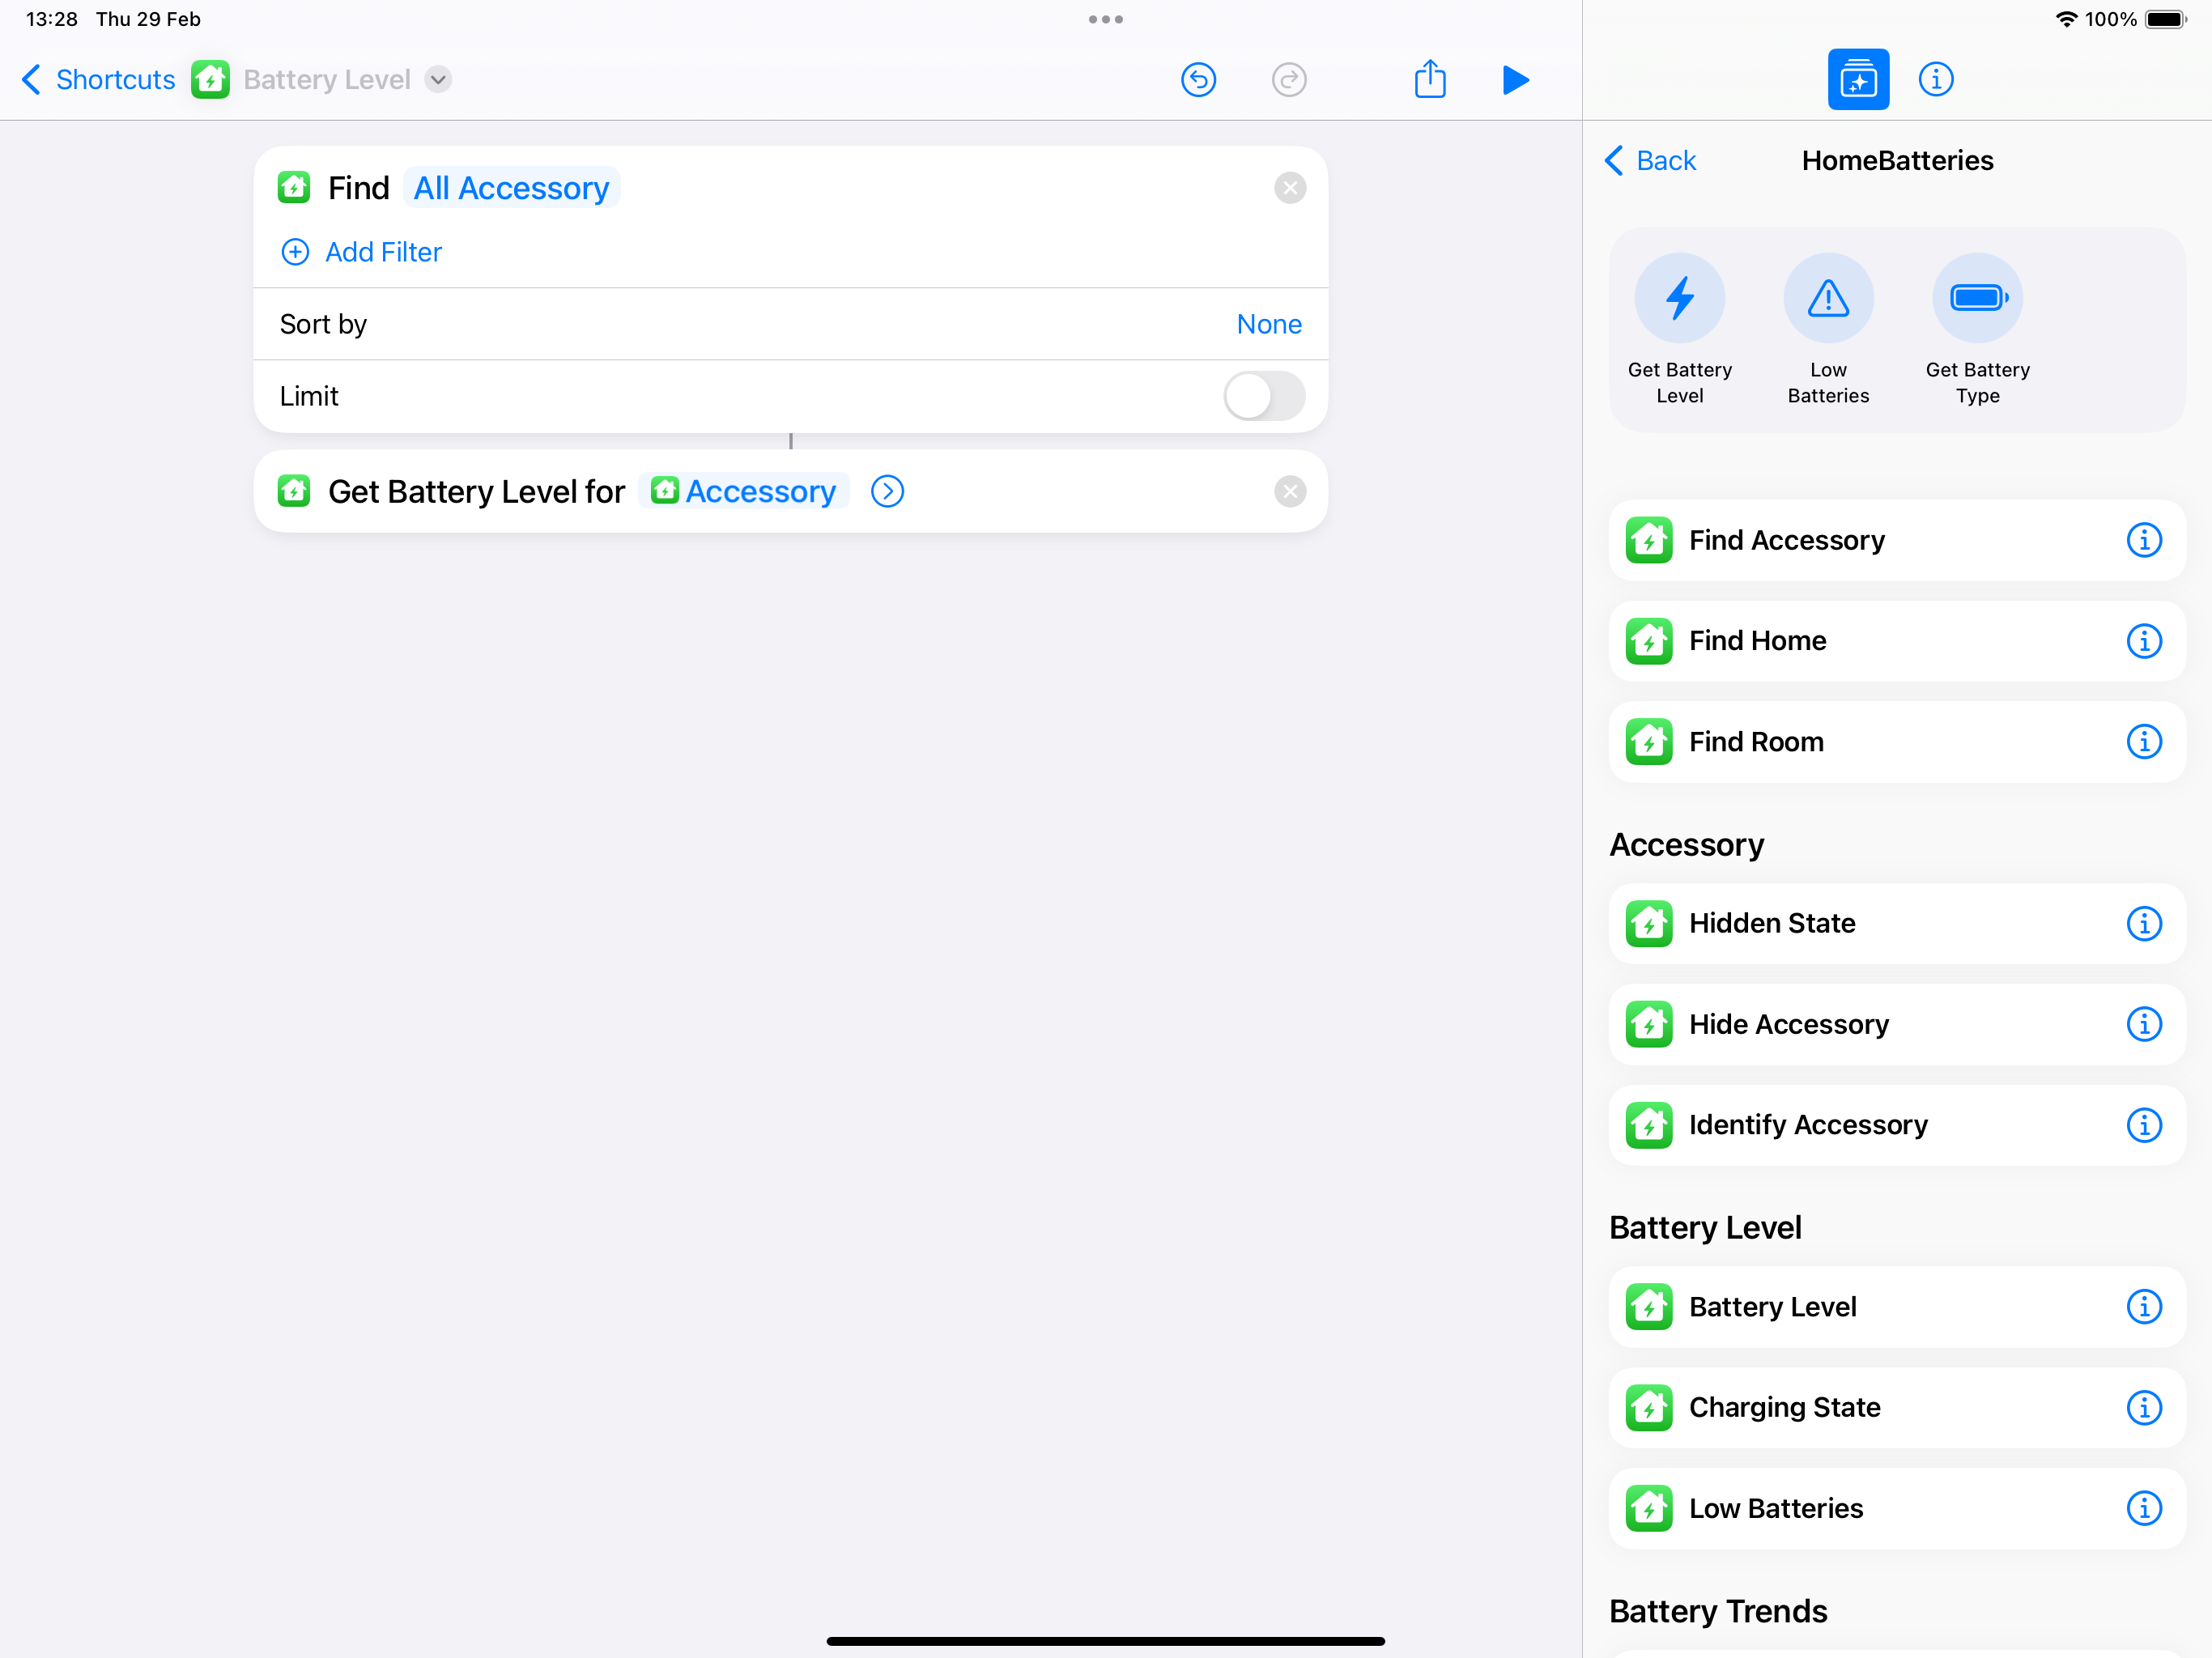 13:28 Thu 29 Feb
100%
Shortcuts
Battery Level
Find All Accessory
Add Filter
Sort by
None
Limit
Get Battery Level for Accessory
Back
HomeBatteries
Get Battery
Level
Low
Batteries
Get Battery
Type
Find Accessory
Find Home
Find Room
Accessory
Hidden State
Hide Accessory
Identify Accessory
Battery Level
Battery Level
Charging State
Low Batteries
Battery Trends